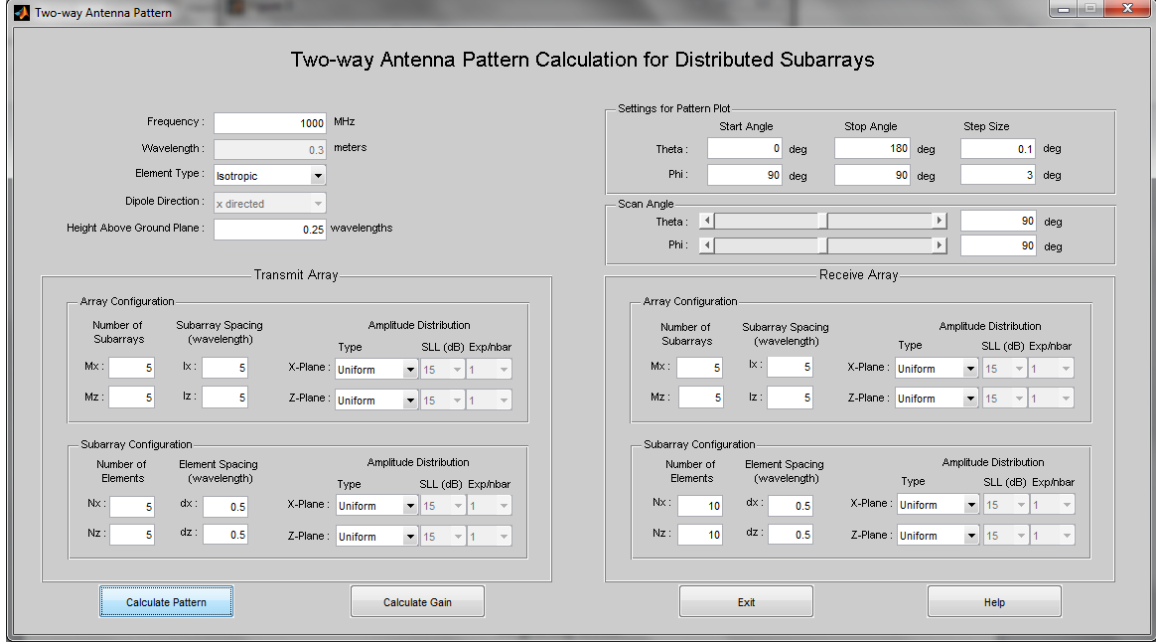 Two-way Antenna Pattern
Two-way Antenna Pattern Calculation for Distributed Subarrays
Frequency : 1000 MHz
Wavelength : 0.3 meters
Element Type : Isotropic
Dipole Direction : x directed
Height Above Ground Plane : 0.25 wavelengths
Settings for Pattern Plot
Start Angle Stop Angle Step Size
Theta : 0 deg 180 deg 0.1 deg
Phi : 90 deg 90 deg 3 deg
Scan Angle
Theta : 90 deg
Phi : 90 deg
Transmit Array
Array Configuration
Number of Subarray Spacing Amplitude Distribution
Subarrays (wavelength) Type SLL (dB) Exp/nbar
Mx : 5 lx : 5 X-Plane : Uniform 15 1
Mz : 5 lz : 5 Z-Plane : Uniform 15 1
Subarray Configuration
Number of Element Spacing Amplitude Distribution
Elements (wavelength) Type SLL (dB) Exp/nbar
Nx : 5 dx : 0.5 X-Plane : Uniform 15 1
Nz : 5 dz : 0.5 Z-Plane : Uniform 15 1
Receive Array
Array Configuration
Number of Subarray Spacing Amplitude Distribution
Subarrays (wavelength) Type SLL (dB) Exp/nbar
Mx : 5 lx : 5 X-Plane : Uniform 15 1
Mz : 5 lz : 5 Z-Plane : Uniform 15 1
Subarray Configuration
Number of Element Spacing Amplitude Distribution
Elements (wavelength) Type SLL (dB) Exp/nbar
Nx : 10 dx : 0.5 X-Plane : Uniform 15 1
Nz : 10 dz : 0.5 Z-Plane : Uniform 15 1
Calculate Pattern Calculate Gain Exit Help